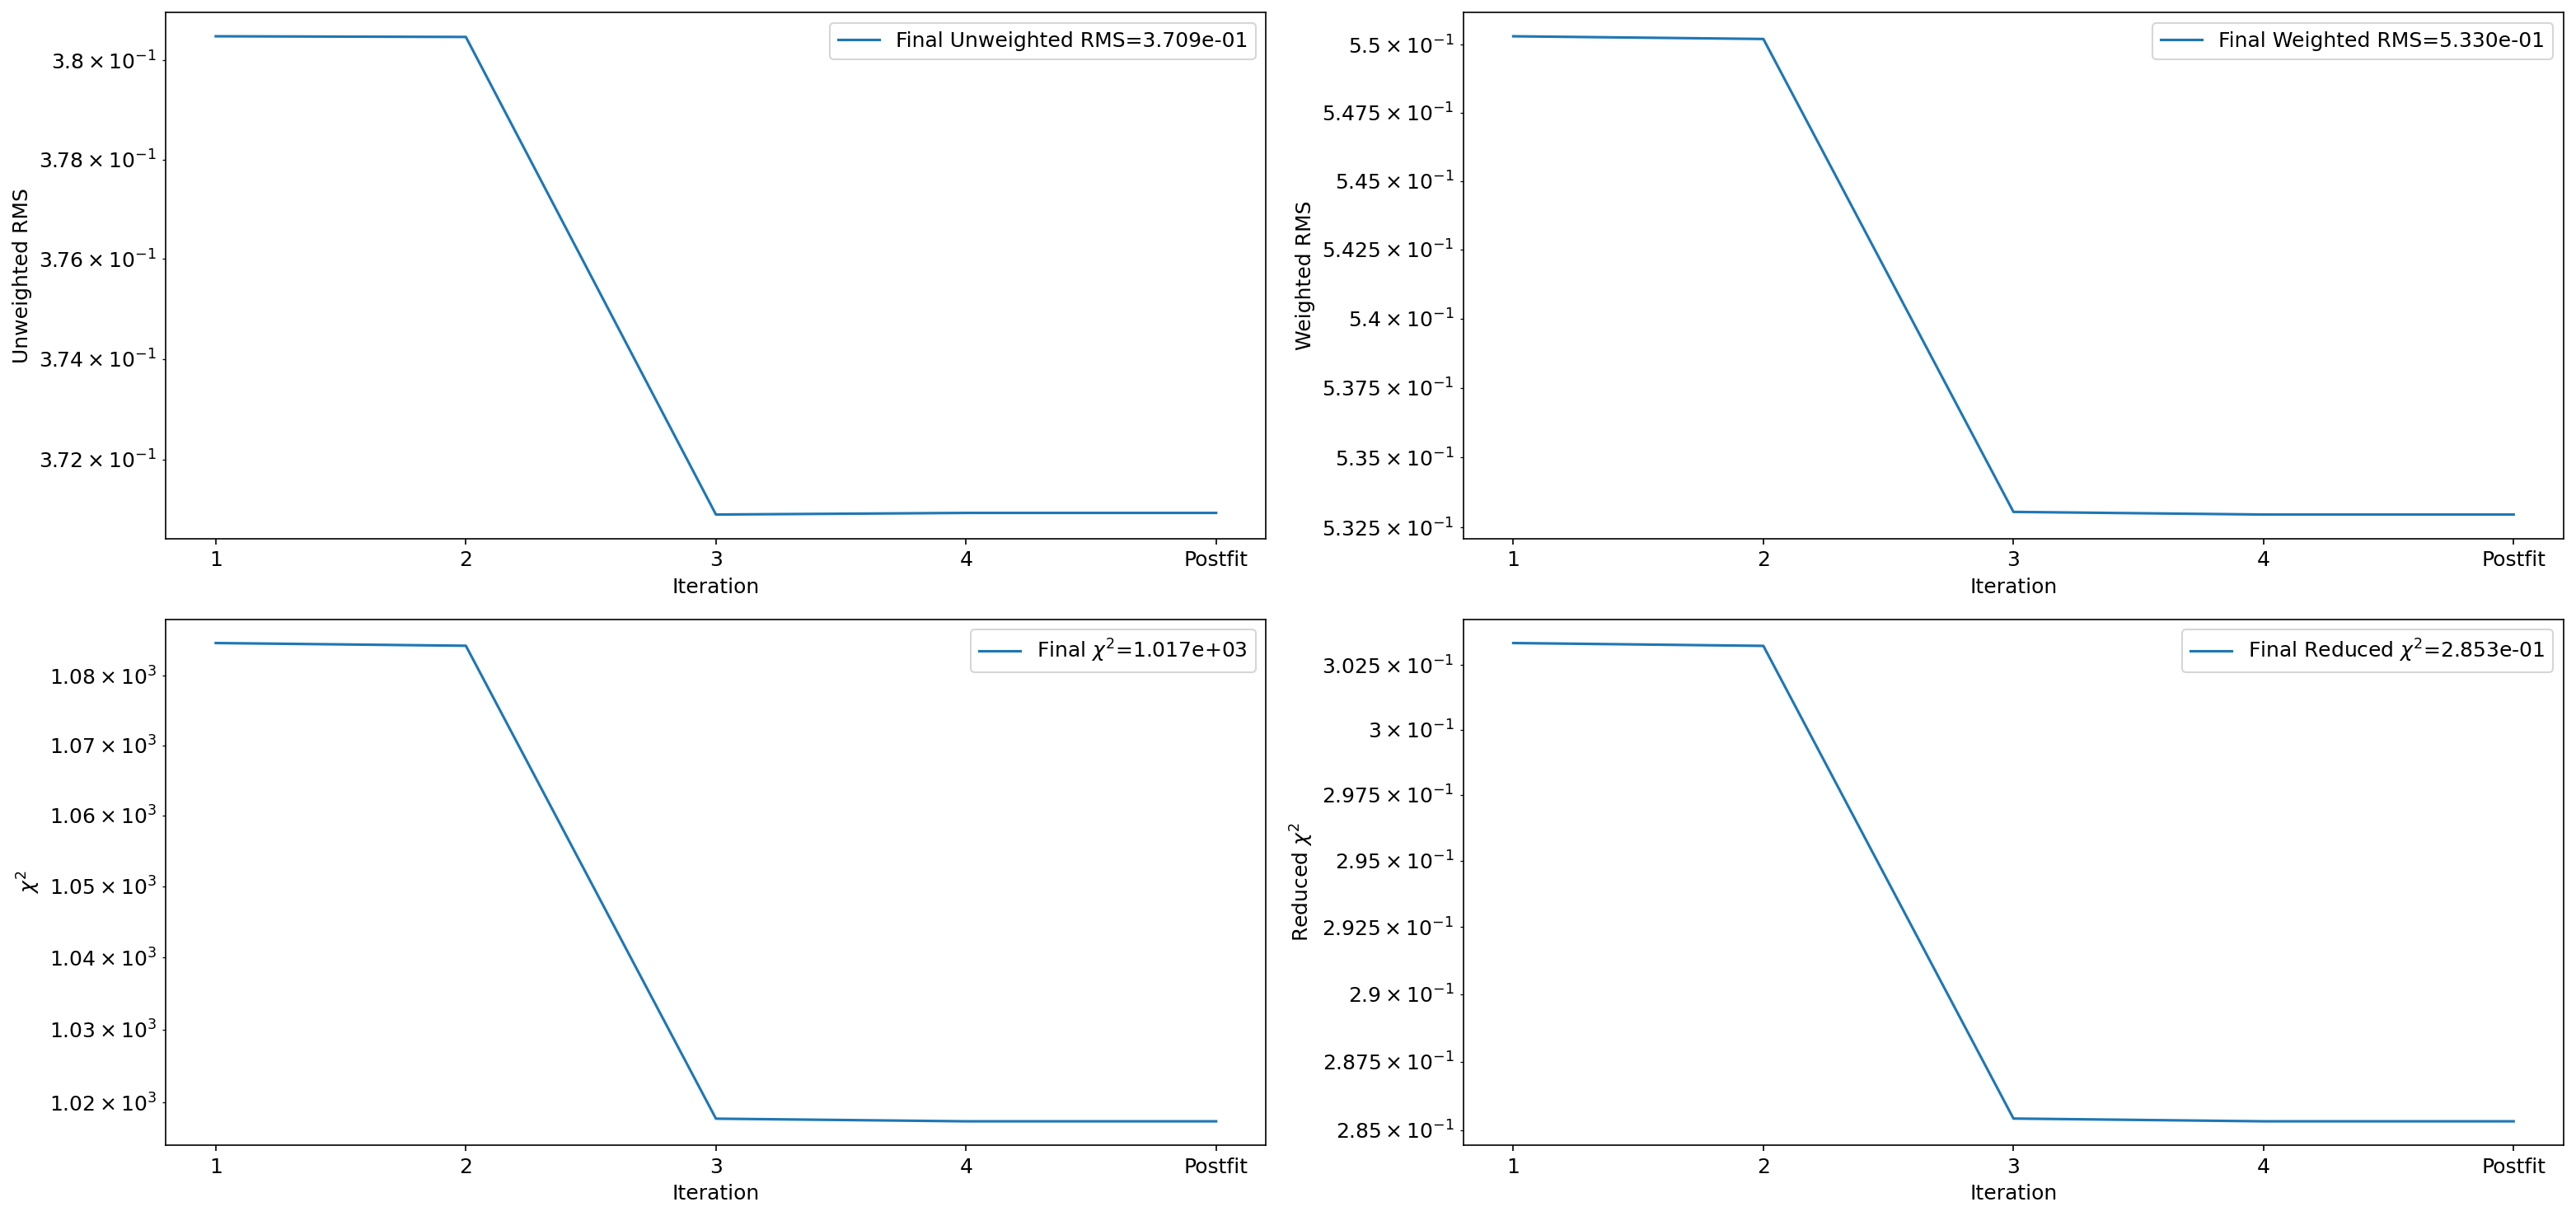 Final Unweighted RMS=3.709e-01
3.8 × 10⁻¹
3.78 × 10⁻¹
3.76 × 10⁻¹
3.74 × 10⁻¹
3.72 × 10⁻¹
Unweighted RMS
1 2 3 4 Postfit
Iteration
Final Weighted RMS=5.330e-01
5.5 × 10⁻¹
5.475 × 10⁻¹
5.45 × 10⁻¹
5.425 × 10⁻¹
5.4 × 10⁻¹
5.375 × 10⁻¹
5.35 × 10⁻¹
5.325 × 10⁻¹
Weighted RMS
1 2 3 4 Postfit
Iteration
Final χ²=1.017e+03
1.08 × 10³
1.07 × 10³
1.06 × 10³
1.05 × 10³
1.04 × 10³
1.03 × 10³
1.02 × 10³
χ²
1 2 3 4 Postfit
Iteration
Final Reduced χ²=2.853e-01
3.025 × 10⁻¹
3 × 10⁻¹
2.975 × 10⁻¹
2.95 × 10⁻¹
2.925 × 10⁻¹
2.9 × 10⁻¹
2.875 × 10⁻¹
2.85 × 10⁻¹
Reduced χ²
1 2 3 4 Postfit
Iteration